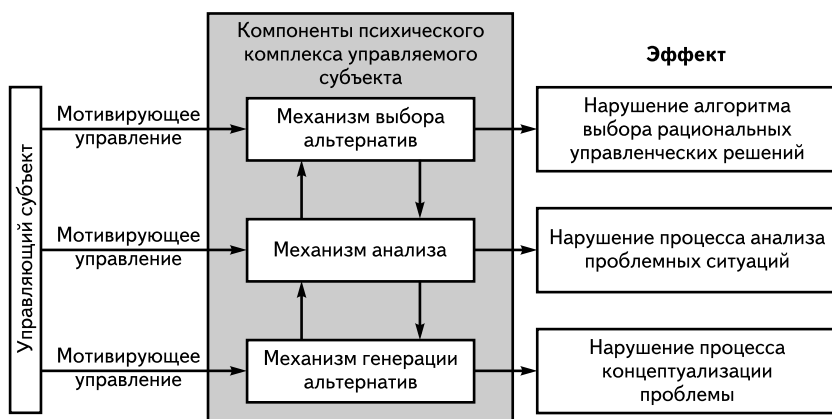 Компоненты психического
комплекса управляемого
субъекта
Эффект
Управляющий субъект
Мотивирующее
управление
Механизм выбора
альтернатив
Нарушение алгоритма
выбора рациональных
управленческих решений
Мотивирующее
управление
Механизм анализа
Нарушение процесса анализа
проблемных ситуаций
Мотивирующее
управление
Механизм генерации
альтернатив
Нарушение процесса
концептуализации
проблемы